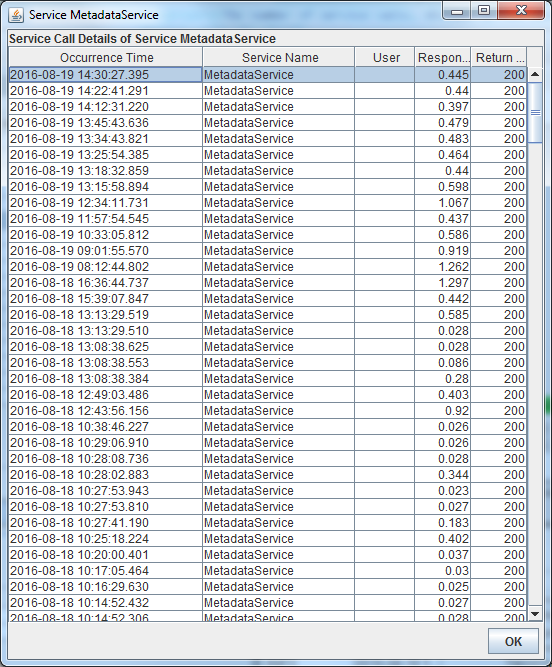 Service MetadataService
Service Call Details of Service MetadataService
Occurrence Time Service Name User Respon... Return ...
2016-08-19 14:30:27.395 MetadataService 0.445 200
2016-08-19 14:22:41.291 MetadataService 0.44 200
2016-08-19 14:12:31.220 MetadataService 0.397 200
2016-08-19 13:45:43.636 MetadataService 0.479 200
2016-08-19 13:34:43.821 MetadataService 0.483 200
2016-08-19 13:25:54.385 MetadataService 0.464 200
2016-08-19 13:18:32.859 MetadataService 0.44 200
2016-08-19 13:15:58.894 MetadataService 0.598 200
2016-08-19 12:34:11.731 MetadataService 1.067 200
2016-08-19 11:57:54.545 MetadataService 0.437 200
2016-08-19 10:33:05.812 MetadataService 0.586 200
2016-08-19 09:01:55.570 MetadataService 0.919 200
2016-08-19 08:12:44.802 MetadataService 1.262 200
2016-08-18 16:36:44.737 MetadataService 1.297 200
2016-08-18 15:39:07.847 MetadataService 0.442 200
2016-08-18 13:13:29.519 MetadataService 0.585 200
2016-08-18 13:13:29.510 MetadataService 0.028 200
2016-08-18 13:08:38.625 MetadataService 0.028 200
2016-08-18 13:08:38.553 MetadataService 0.086 200
2016-08-18 13:08:38.384 MetadataService 0.28 200
2016-08-18 12:49:03.486 MetadataService 0.403 200
2016-08-18 12:43:56.156 MetadataService 0.92 200
2016-08-18 10:38:46.227 MetadataService 0.026 200
2016-08-18 10:29:06.910 MetadataService 0.026 200
2016-08-18 10:28:08.736 MetadataService 0.028 200
2016-08-18 10:28:02.883 MetadataService 0.344 200
2016-08-18 10:27:53.943 MetadataService 0.023 200
2016-08-18 10:27:53.810 MetadataService 0.027 200
2016-08-18 10:27:41.190 MetadataService 0.183 200
2016-08-18 10:25:18.224 MetadataService 0.402 200
2016-08-18 10:20:00.401 MetadataService 0.037 200
2016-08-18 10:17:05.464 MetadataService 0.03 200
2016-08-18 10:16:29.630 MetadataService 0.025 200
2016-08-18 10:14:52.432 MetadataService 0.027 200
2016-08-18 10:14:52.306 MetadataService 0.028 200
OK